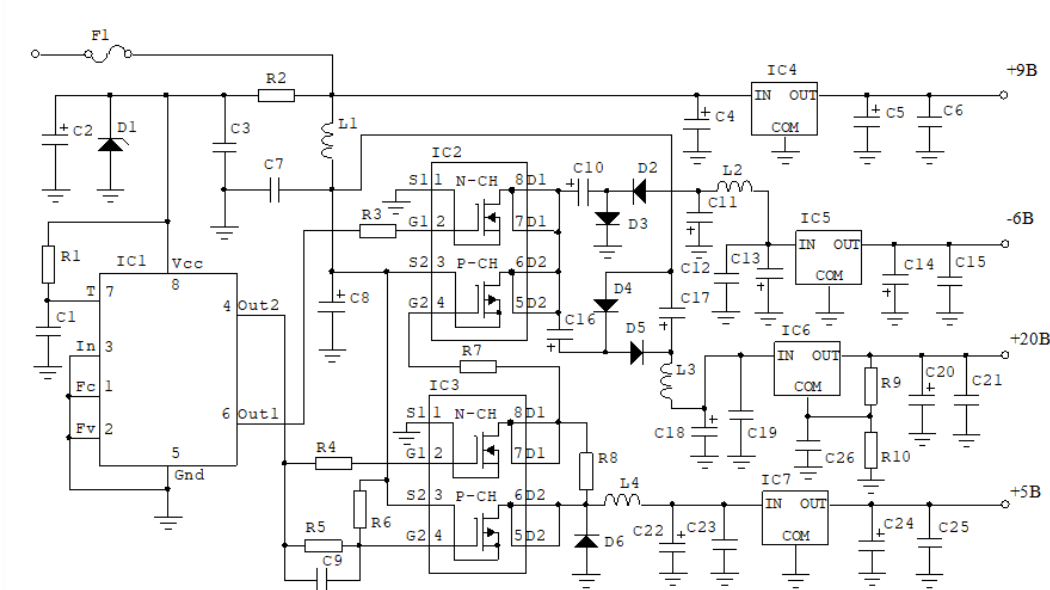 F1
IC4
+9В
R2
IN OUT
C2 D1 C3 L1 C4 COM C5 C6
C7 IC2
S1 1 N-CH 8 D1 C10 D2 L2
R3 G1 2 7 D1 D3 C11 IC5 -6В
R1 IC1 Vcc S2 3 P-CH 6 D2 IN OUT
T 7 8 C12 C13 COM C14 C15
C8 D4
4 Out2 G2 4 5 D2 C17
C1 C16 D5 IC6
In 3 R7 IN OUT +20В
Fc 1 IC3 L3 COM R9 C20 C21
6 Out1 S1 1 N-CH 8 D1
Fv 2 C18 C19
R4 G1 2 7 D1 R8 C26 R10
5 IC7
Gnd L4 +5В
S2 3 P-CH 6 D2 IN OUT
R6
R5 G2 4 5 D2 D6 C22 C23 COM C24 C25
C9